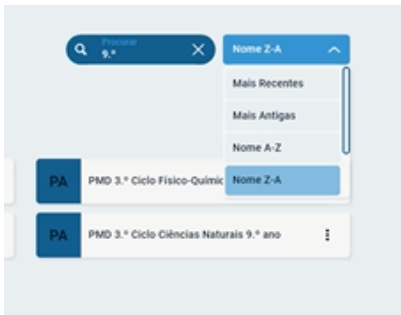 Procurar
9.º
Nome Z-A
Mais Recentes
Mais Antigas
Nome A-Z
Nome Z-A
PA
PMD 3.º Ciclo Físico-Químic
PA
PMD 3.º Ciclo Ciências Naturais 9.º ano